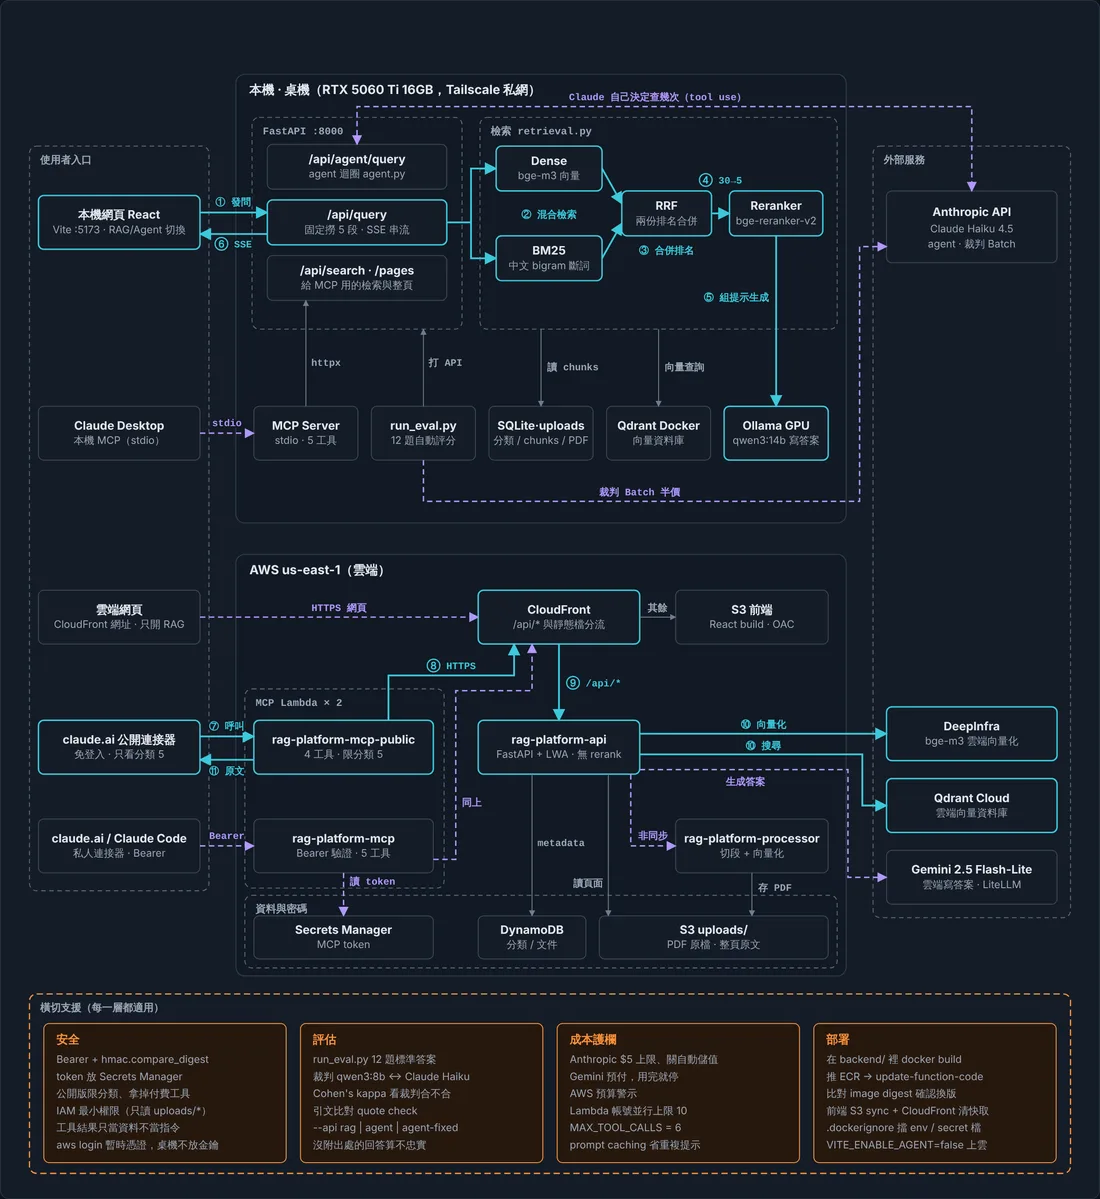 本機 · 桌機（RTX 5060 Ti 16GB，Tailscale 私網）
Claude 自己決定查幾次（tool use）
FastAPI :8000
/api/agent/query
agent 迴圈 agent.py
/api/query
固定撈 5 段 · SSE 串流
/api/search · /pages
給 MCP 用的檢索與整頁
檢索 retrieval.py
Dense
bge-m3 向量
② 混合檢索
BM25
中文 bigram 斷詞
RRF
兩份排名合併
③ 合併排名
④ 30→5
Reranker
bge-reranker-v2
⑤ 組提示生成
使用者入口
本機網頁 React
Vite :5173 · RAG/Agent 切換
① 發問
⑥ SSE
外部服務
Anthropic API
Claude Haiku 4.5
agent · 裁判 Batch
httpx
打 API
讀 chunks
向量查詢
Claude Desktop
本機 MCP（stdio）
stdio
MCP Server
stdio · 5 工具
run_eval.py
12 題自動評分
SQLite·uploads
分類 / chunks / PDF
Qdrant Docker
向量資料庫
Ollama GPU
qwen3:14b 寫答案
裁判 Batch 半價
AWS us-east-1（雲端）
雲端網頁
CloudFront 網址 · 只開 RAG
HTTPS 網頁
CloudFront
/api/* 與靜態檔分流
其餘
S3 前端
React build · OAC
⑧ HTTPS
⑨ /api/*
MCP Lambda × 2
claude.ai 公開連接器
免登入 · 只看分類 5
⑦ 呼叫
⑪ 原文
rag-platform-mcp-public
4 工具 · 限分類 5
rag-platform-api
FastAPI + LWA · 無 rerank
⑩ 向量化
⑩ 搜尋
生成答案
DeepInfra
bge-m3 雲端向量化
Qdrant Cloud
雲端向量資料庫
Gemini 2.5 Flash-Lite
雲端寫答案 · LiteLLM
同上
claude.ai / Claude Code
私人連接器 · Bearer
Bearer
rag-platform-mcp
Bearer 驗證 · 5 工具
讀 token
metadata
非同步
rag-platform-processor
切段 + 向量化
讀頁面
存 PDF
資料與密碼
Secrets Manager
MCP token
DynamoDB
分類 / 文件
S3 uploads/
PDF 原檔 · 整頁原文
橫切支援（每一層都適用）
安全
Bearer + hmac.compare_digest
token 放 Secrets Manager
公開版限分類、拿掉付費工具
IAM 最小權限（只讀 uploads/*）
工具結果只當資料不當指令
aws login 暫時憑證，桌機不放金鑰
評估
run_eval.py 12 題標準答案
裁判 qwen3:8b ↔ Claude Haiku
Cohen's kappa 看裁判合不合
引文比對 quote check
--api rag | agent | agent-fixed
沒附出處的回答算不忠實
成本護欄
Anthropic $5 上限、關自動儲值
Gemini 預付，用完就停
AWS 預算警示
Lambda 帳號並行上限 10
MAX_TOOL_CALLS = 6
prompt caching 省重複提示
部署
在 backend/ 裡 docker build
推 ECR → update-function-code
比對 image digest 確認換版
前端 S3 sync + CloudFront 清快取
.dockerignore 擋 env / secret 檔
VITE_ENABLE_AGENT=false 上雲